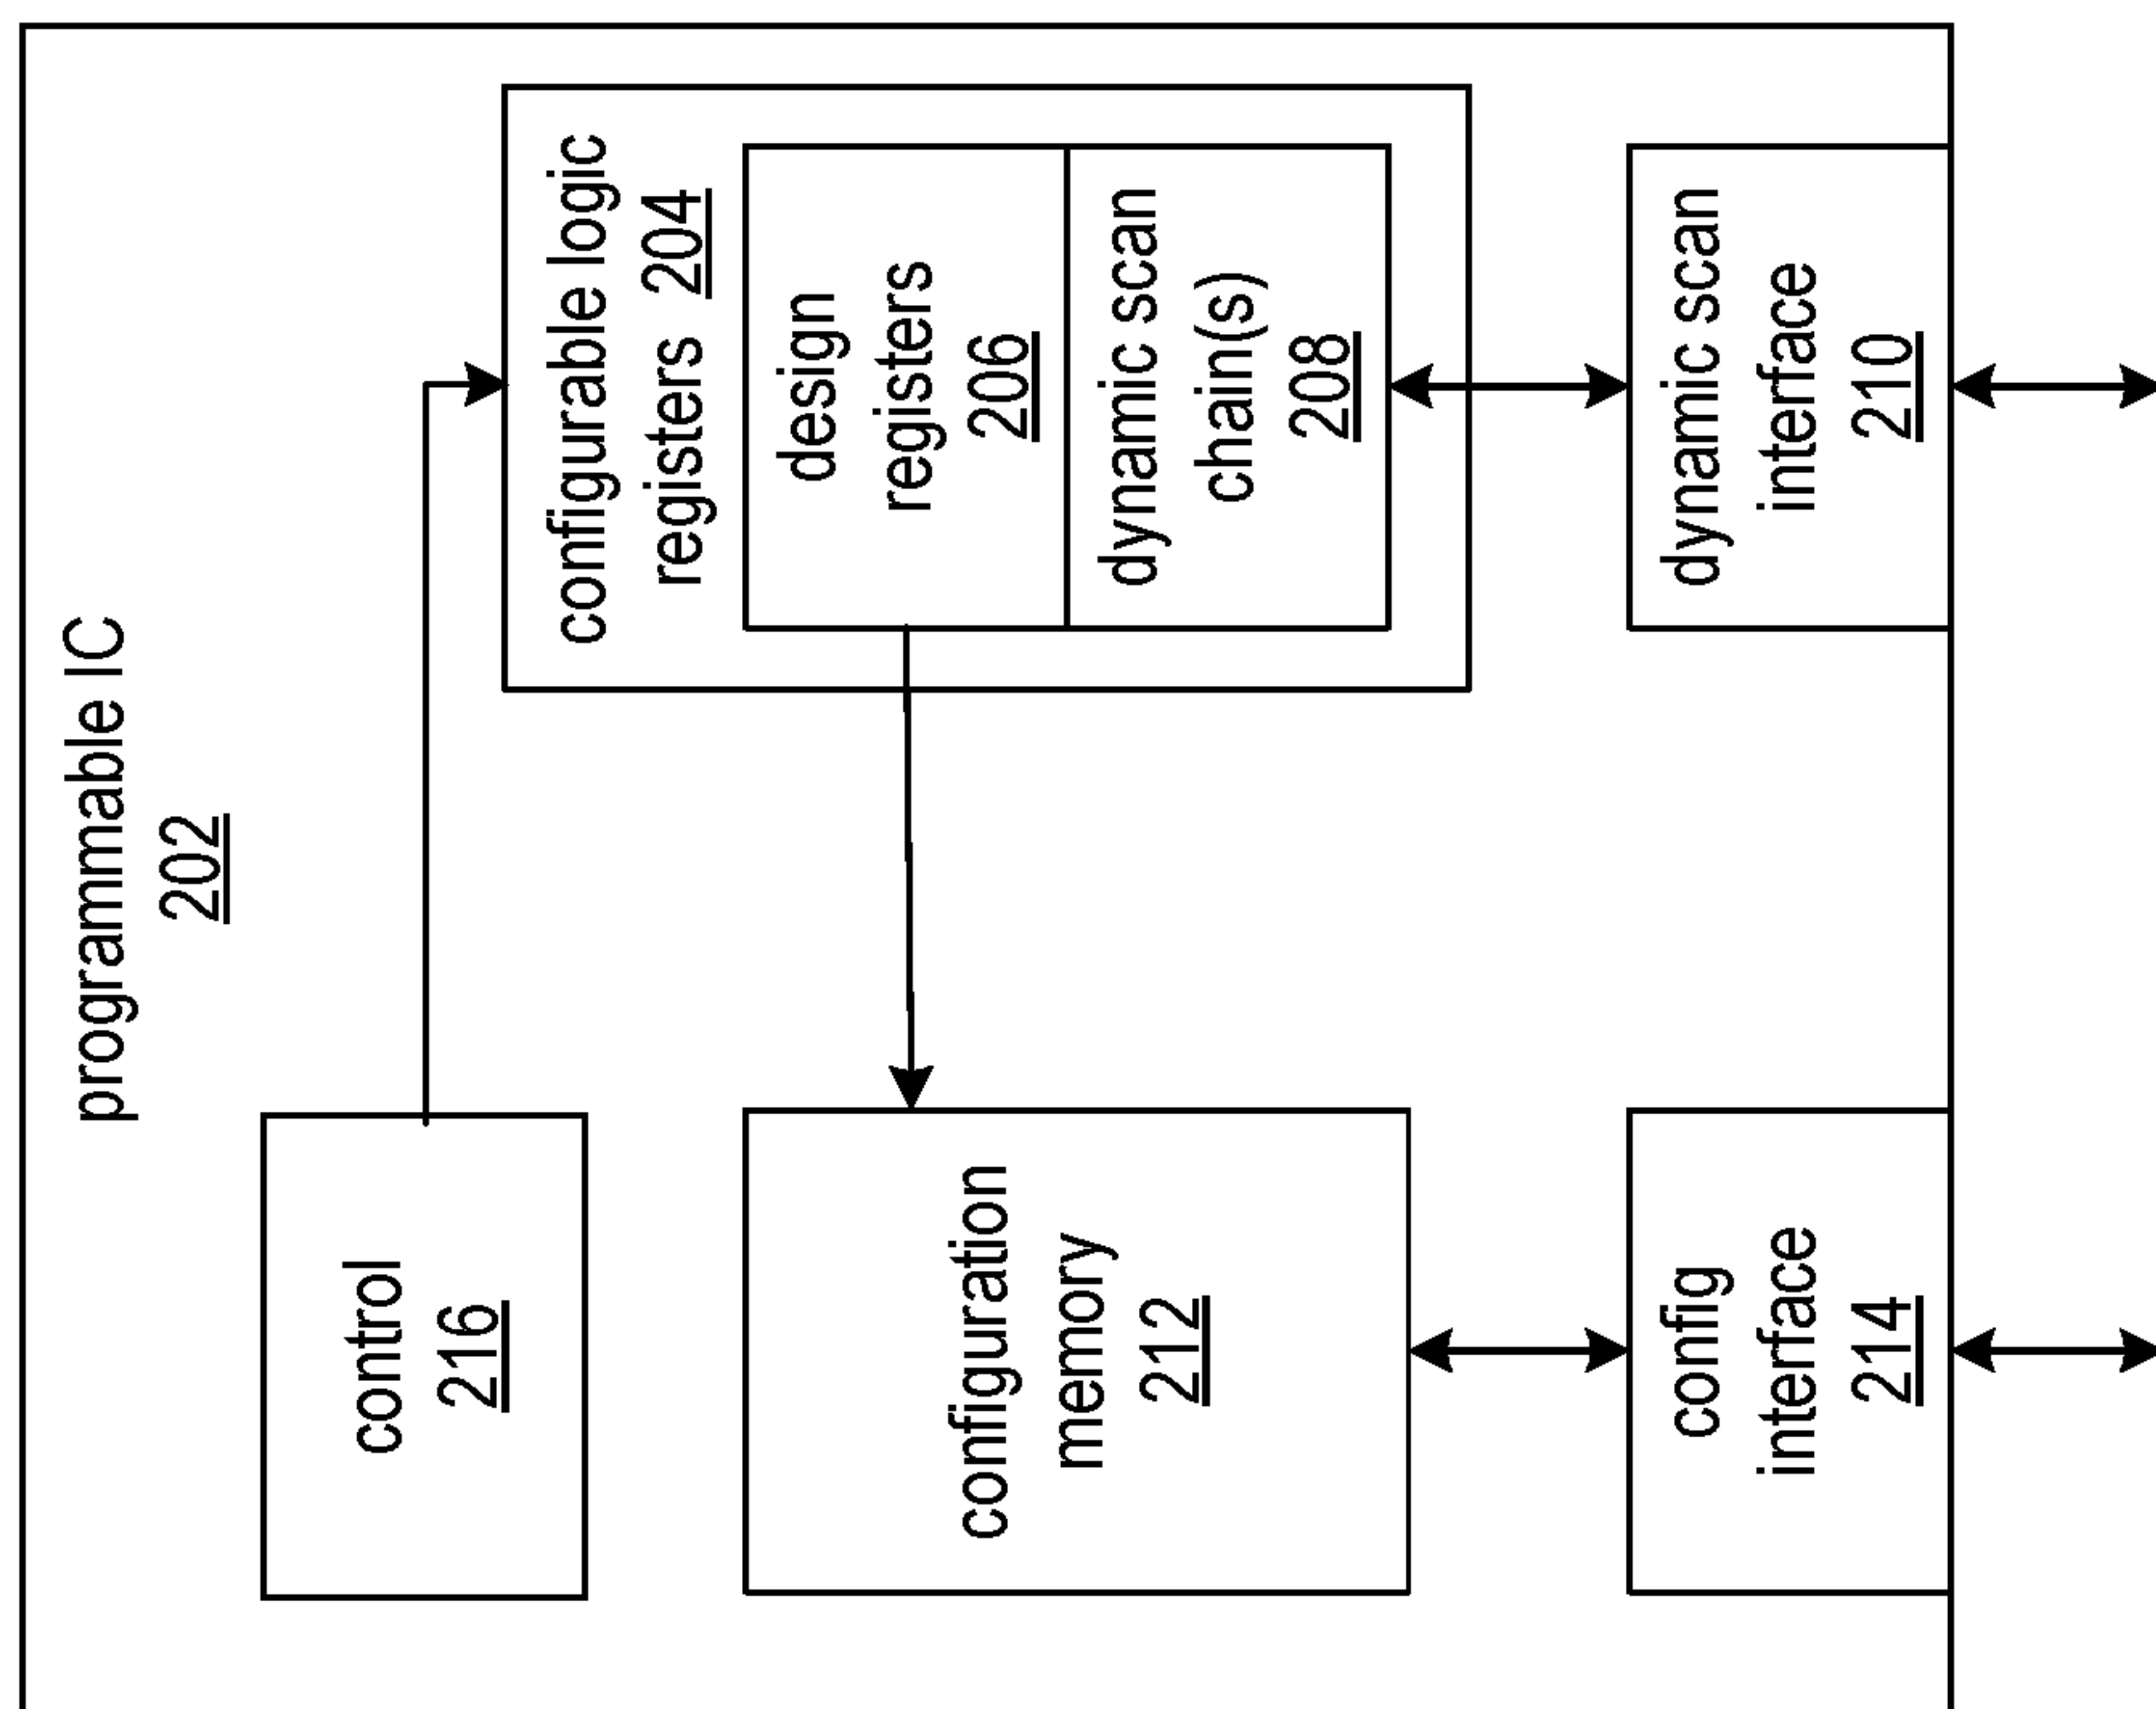 programmable IC
202
control
216
configurable logic
registers 204
design
registers
206
dynamic scan
chain(s)
208
configuration
memory
212
config
interface
214
dynamic scan
interface
210